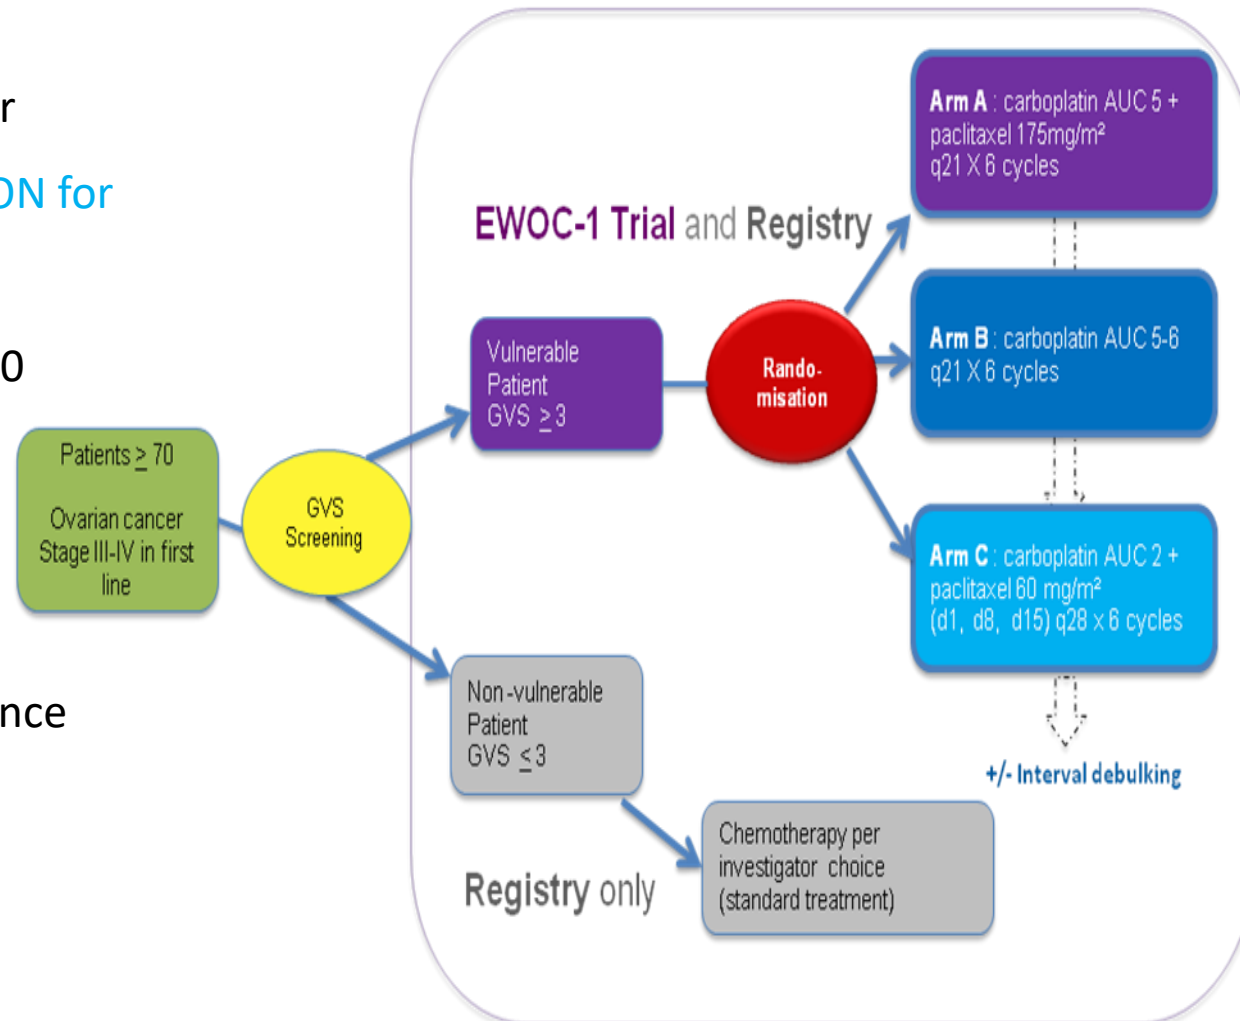 r
ON for
0
nce
EWOC-1 Trial and Registry
Patients ≥ 70
Ovarian cancer
Stage III-IV in first
line
GVS
Screening
Vulnerable
Patient
GVS ≥ 3
Rando-
misation
Arm A : carboplatin AUC 5 +
paclitaxel 175mg/m²
q21 X 6 cycles
Arm B : carboplatin AUC 5-6
q21 X 6 cycles
Arm C : carboplatin AUC 2 +
paclitaxel 60 mg/m²
(d1, d8, d15) q28 x 6 cycles
+/- Interval debulking
Non-vulnerable
Patient
GVS ≤ 3
Chemotherapy per
investigator choice
(standard treatment)
Registry only